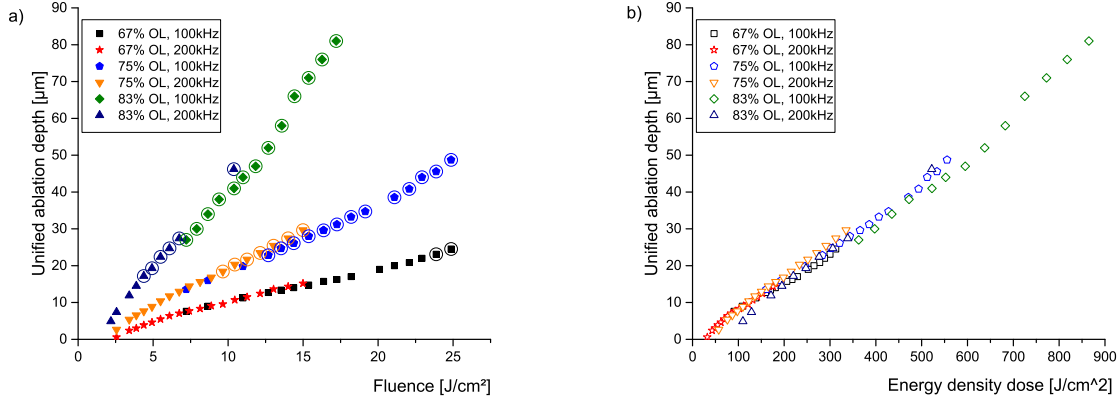 a)
Unified ablation depth [µm]
90
80
70
60
50
40
30
20
10
0
67% OL, 100kHz
67% OL, 200kHz
75% OL, 100kHz
75% OL, 200kHz
83% OL, 100kHz
83% OL, 200kHz
0 5 10 15 20 25
Fluence [J/cm²]
b)
Unified ablation depth [µm]
90
80
70
60
50
40
30
20
10
0
67% OL, 100kHz
67% OL, 200kHz
75% OL, 100kHz
75% OL, 200kHz
83% OL, 100kHz
83% OL, 200kHz
0 100 200 300 400 500 600 700 800 900
Energy density dose [J/cm^2]